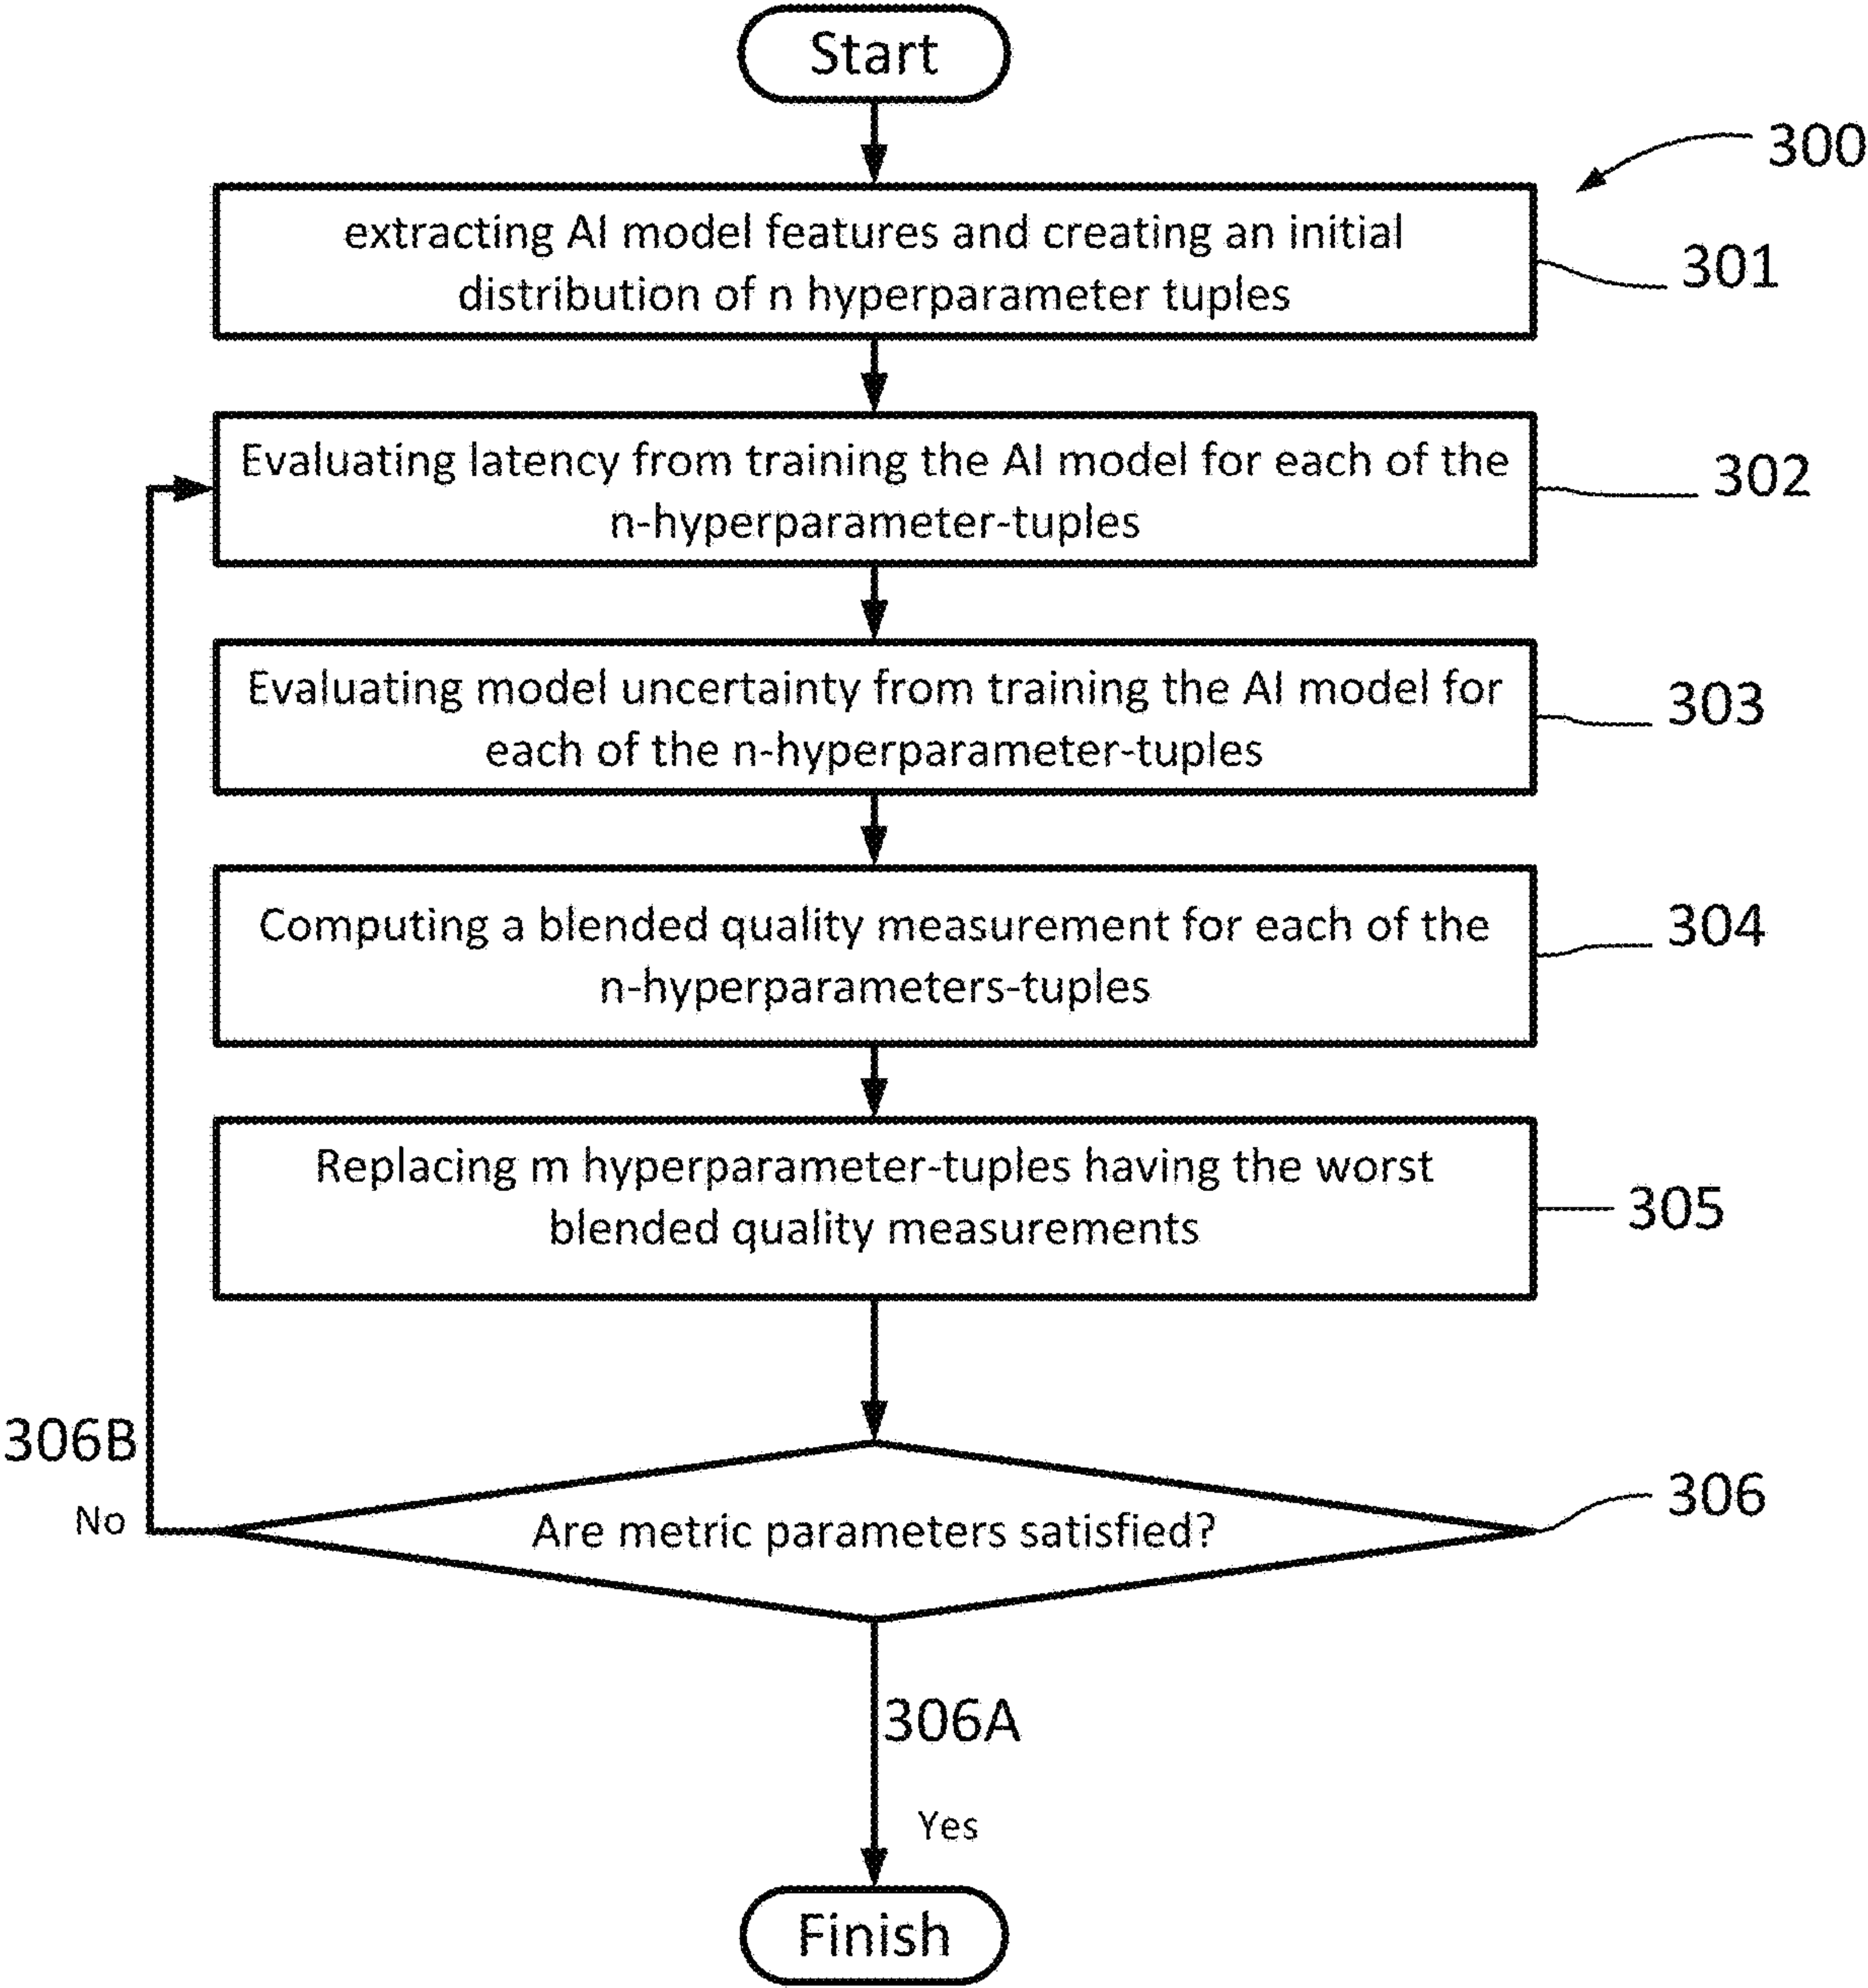 Start
300
extracting AI model features and creating an initial
distribution of n hyperparameter tuples
301
Evaluating latency from training the AI model for each of the
n-hyperparameter-tuples
302
Evaluating model uncertainty from training the AI model for
each of the n-hyperparameter-tuples
303
Computing a blended quality measurement for each of the
n-hyperparameters-tuples
304
Replacing m hyperparameter-tuples having the worst
blended quality measurements
305
306B
No
Are metric parameters satisfied?
306
306A
Yes
Finish